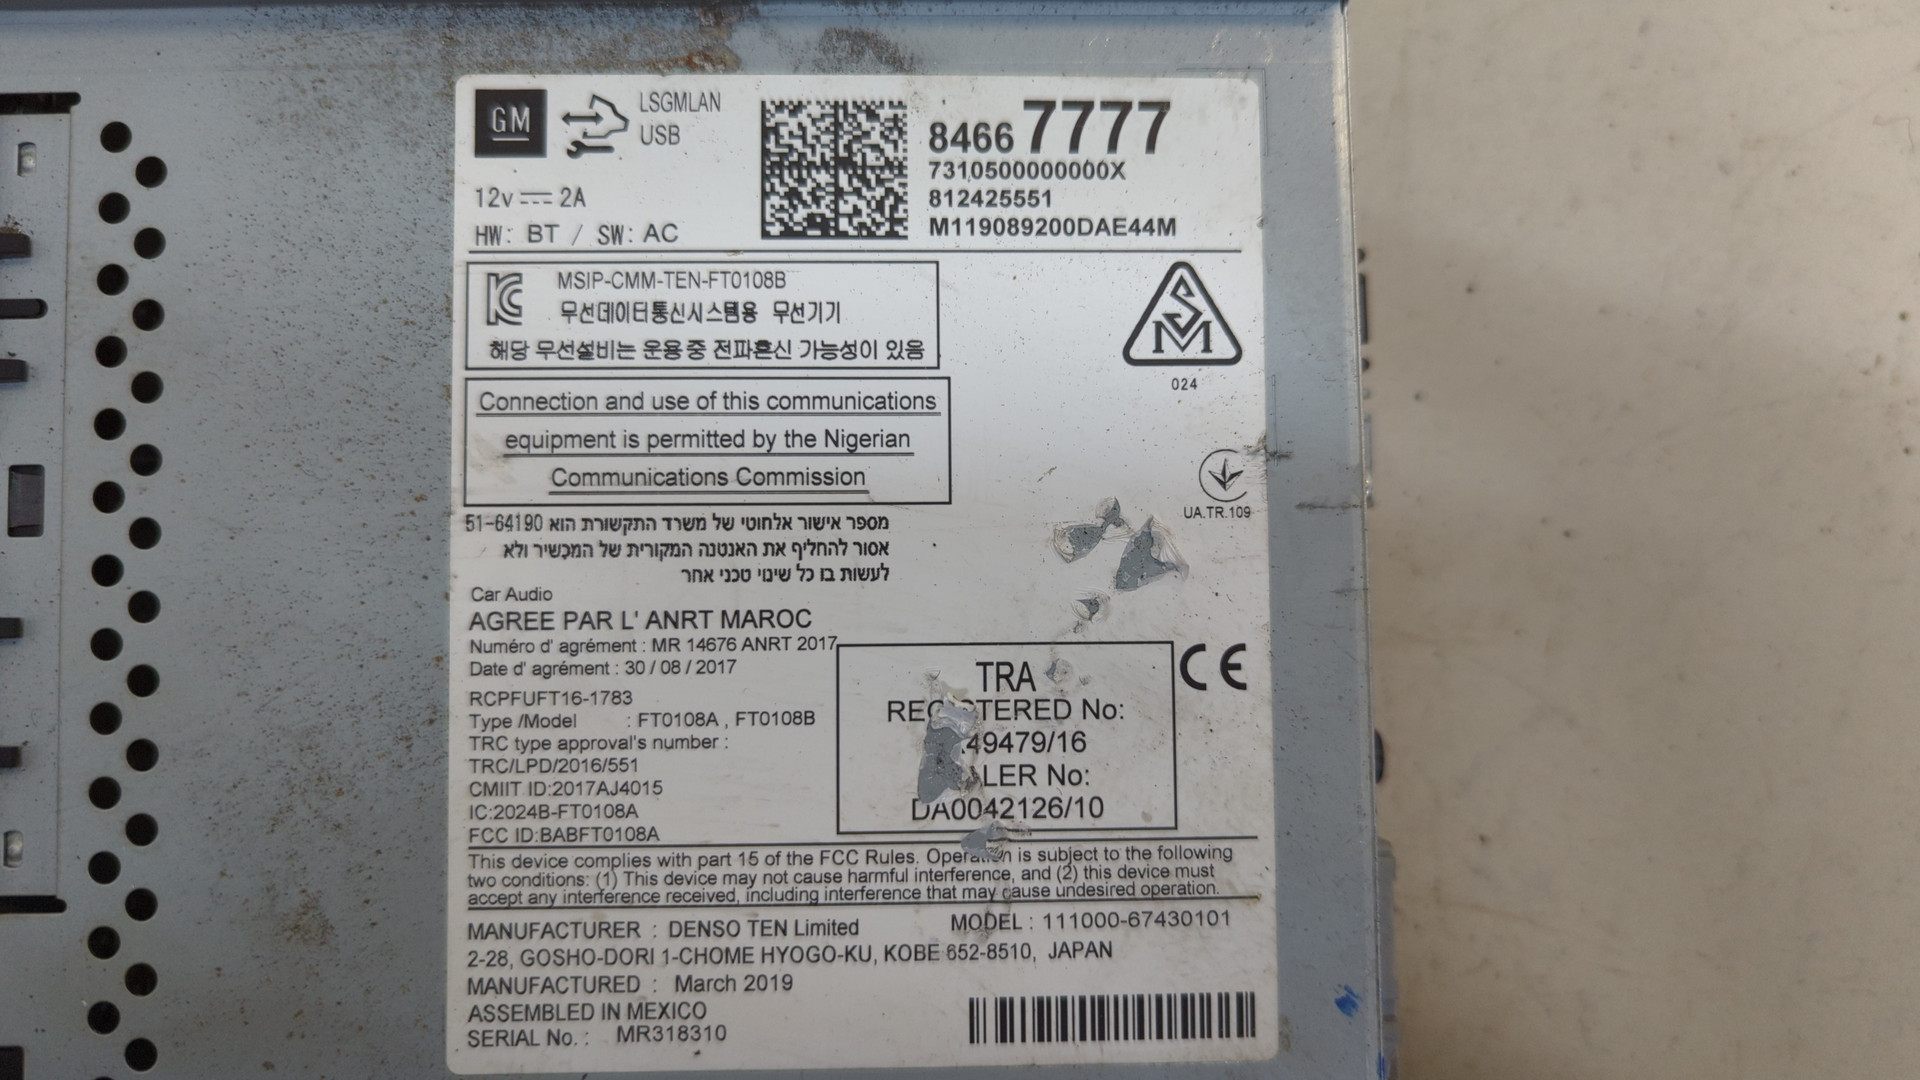 GM
LSGMLAN
USB
12v 2A
HW: BT / SW: AC
84667777
7310500000000X
812425551
M119089200DAE44M
MSIP-CMM-TEN-FT0108B
무선데이터통신시스템용 무선기기
해당 무선설비는 운용중 전파혼신 가능성이 있음
SM
024
Connection and use of this communications
equipment is permitted by the Nigerian
Communications Commission
UA.TR.109
מספר אישור אלחוטי של משרד התקשורת הוא 51-64190
אסור להחליף את האנטנה המקורית של המכשיר ולא
לעשות בו כל שינוי טכני אחר
Car Audio
AGREE PAR L' ANRT MAROC
Numéro d' agrément : MR 14676 ANRT 2017
Date d' agrément : 30 / 08 / 2017
RCPFUFT16-1783
Type /Model : FT0108A , FT0108B
TRC type approval's number :
TRC/LPD/2016/551
CMIIT ID:2017AJ4015
IC:2024B-FT0108A
FCC ID:BABFT0108A
TRA
No:
49479/16
No:
DA0042126/10
CE
This device complies with part 15 of the FCC Rules. Operation is subject to the following
two conditions: (1) This device may not cause harmful interference, and (2) this device must
accept any interference received, including interference that may cause undesired operation.
MANUFACTURER : DENSO TEN Limited MODEL : 111000-67430101
2-28, GOSHO-DORI 1-CHOME HYOGO-KU, KOBE 652-8510, JAPAN
MANUFACTURED : March 2019
ASSEMBLED IN MEXICO
SERIAL No. : MR318310